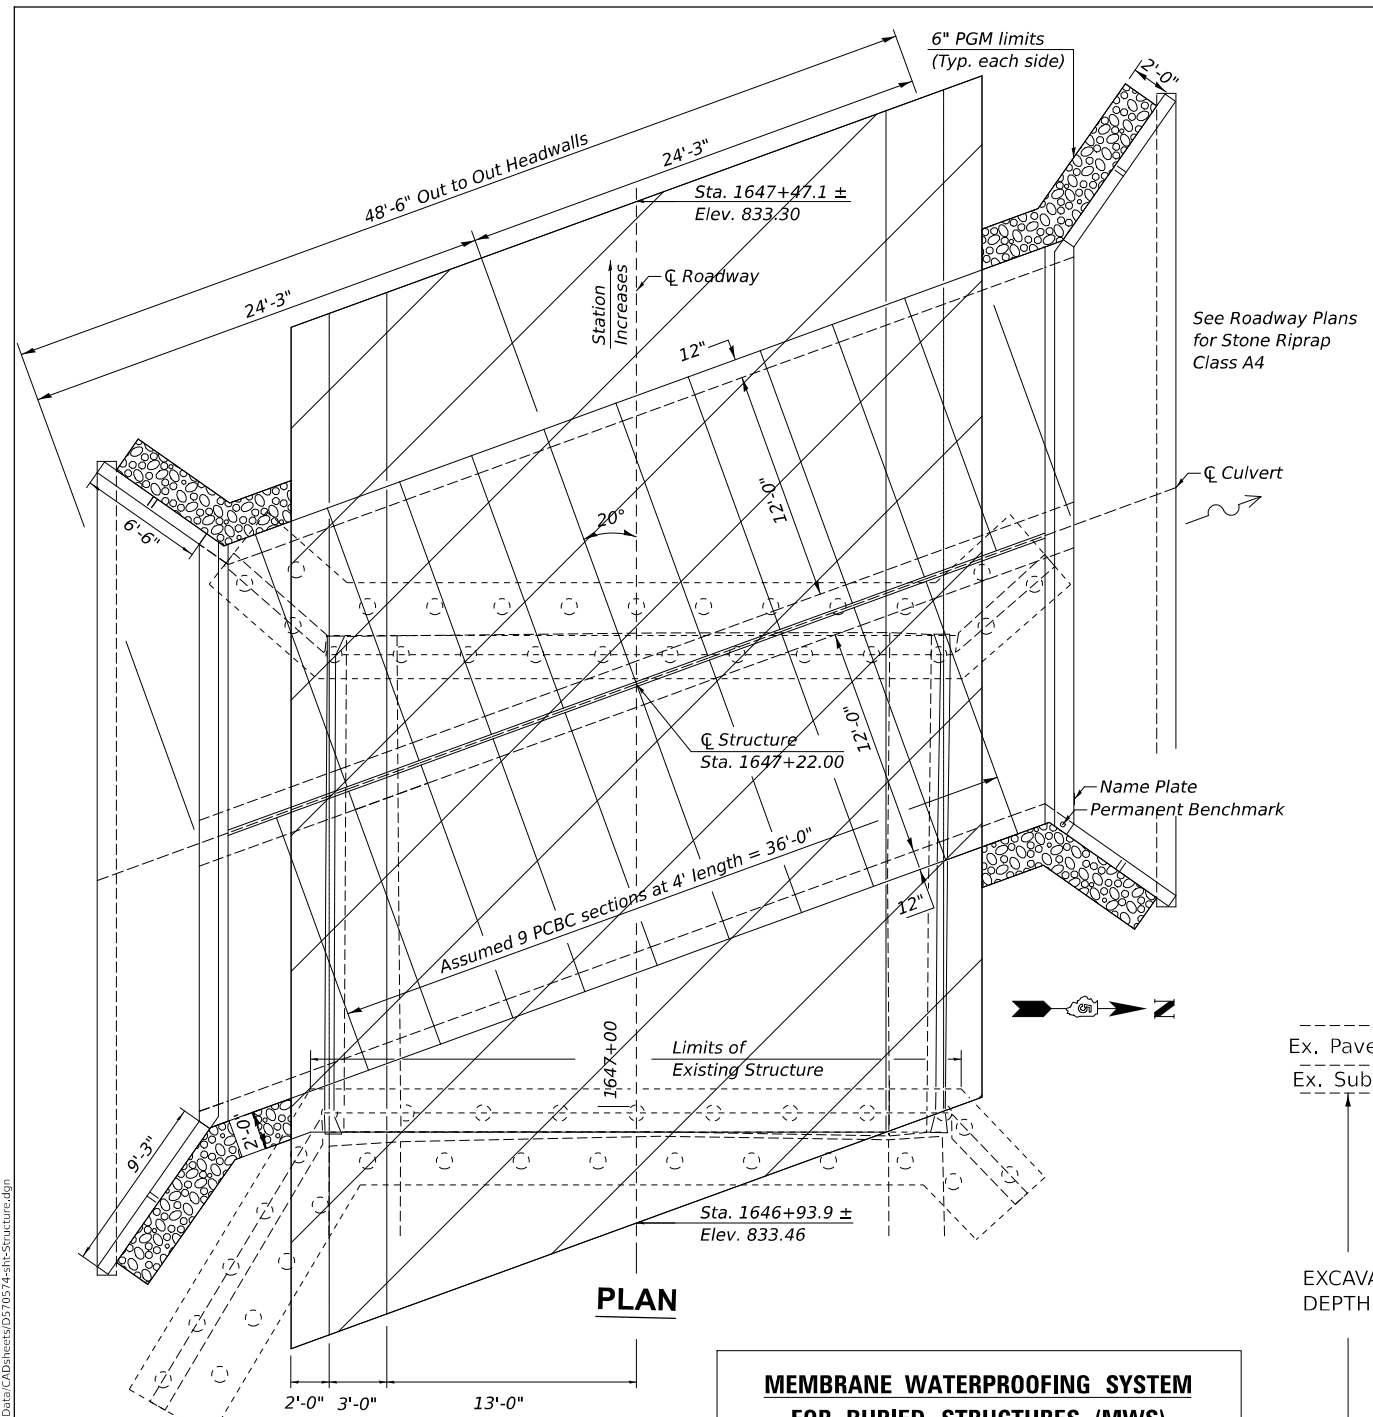 6" PGM limits
(Typ. each side)
2'-0"
48'-6" Out to Out Headwalls
24'-3"
24'-3"
Sta. 1647+47.1 ±
Elev. 833.30
Station
Increases
℄ Roadway
12"
See Roadway Plans
for Stone Riprap
Class A4
℄ Culvert
6'-6"
20°
12'-0"
12'-0"
℄ Structure
Sta. 1647+22.00
Name Plate
Permanent Benchmark
Assumed 9 PCBC sections at 4' length = 36'-0"
12"
5
N
1647+00
Limits of
Existing Structure
Ex. Pave
Ex. Sub
2'-0"
9'-3"
Sta. 1646+93.9 ±
Elev. 833.46
PLAN
EXCAVA
DEPTH
2'-0" 3'-0" 13'-0"
MEMBRANE WATERPROOFING SYSTEM
FOR BURIED STRUCTURES (MWS)
Data/CADsheets/D570574-sht-Structure.dgn